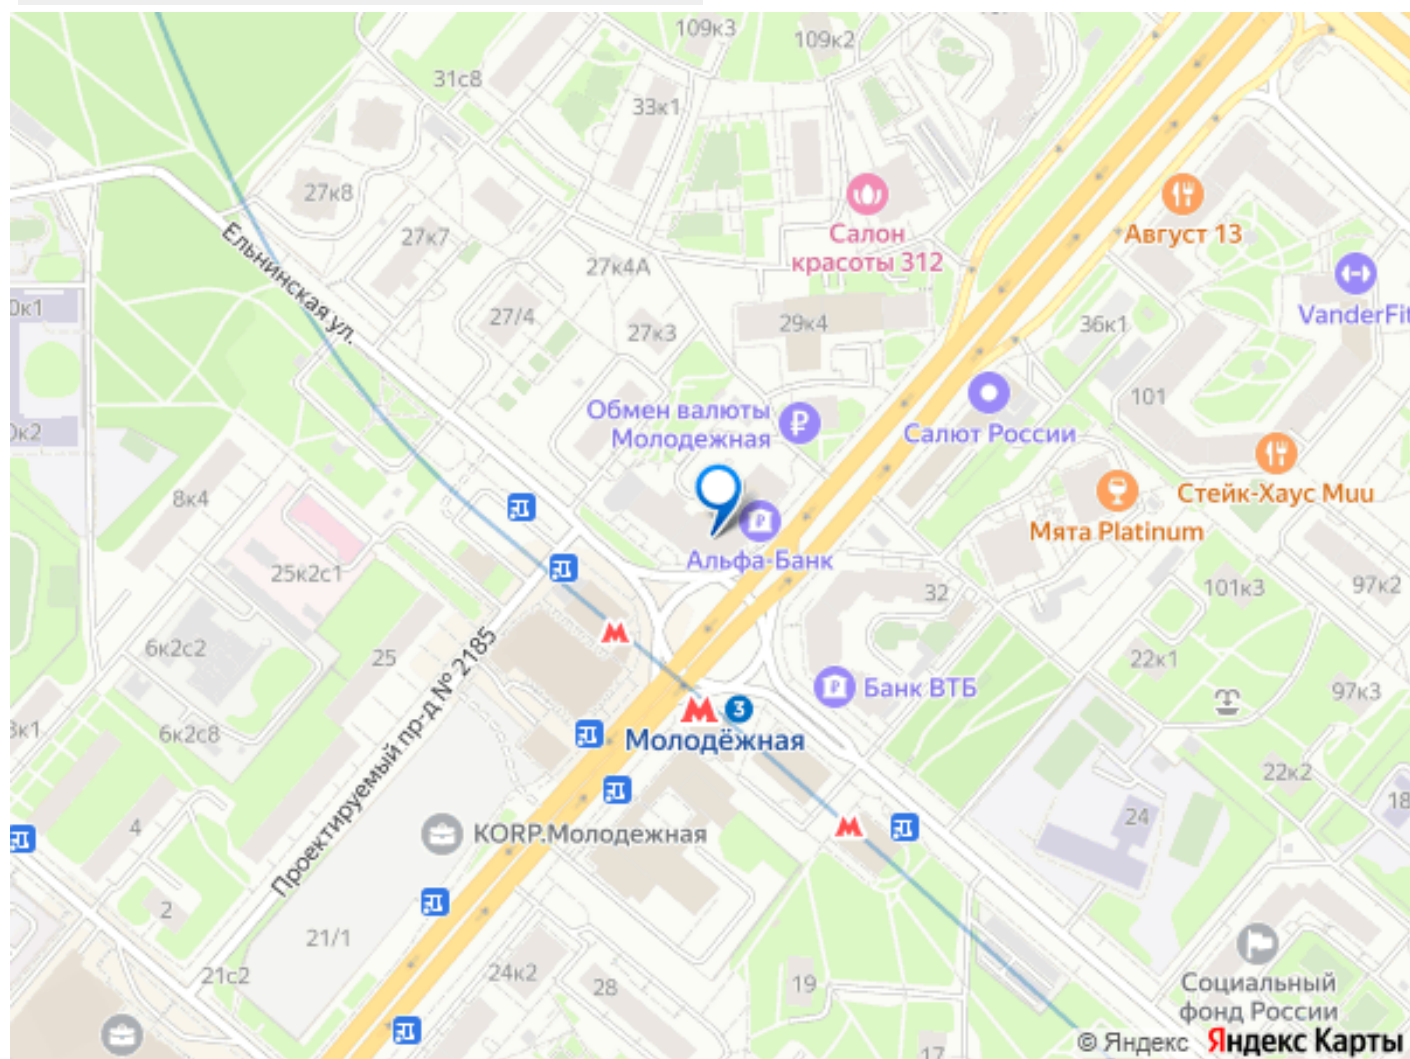 109к3
109к2
31с8
33к1
27к8
27к7
Ельнинская ул.
27к4А
Салон
красоты 312
Август 13
VanderFit
0к1
27/4
27к3
29к4
36к1
101
Обмен валюты
Молодежная
Салют России
0к2
8к4
Стейк-Хаус Muu
Мята Platinum
Альфа-Банк
25к2с1
32
101к3
97к2
6к2с2
25
Проектируемый пр-д № 2185
22к1
Банк ВТБ
97к3
3к1
6к2с8
М 3
Молодёжная
22к2
18
24
4
KORP.Молодежная
2
21/1
21с2
24к2
28
19
Социальный
фонд России
17
© Яндекс Яндекс Карты